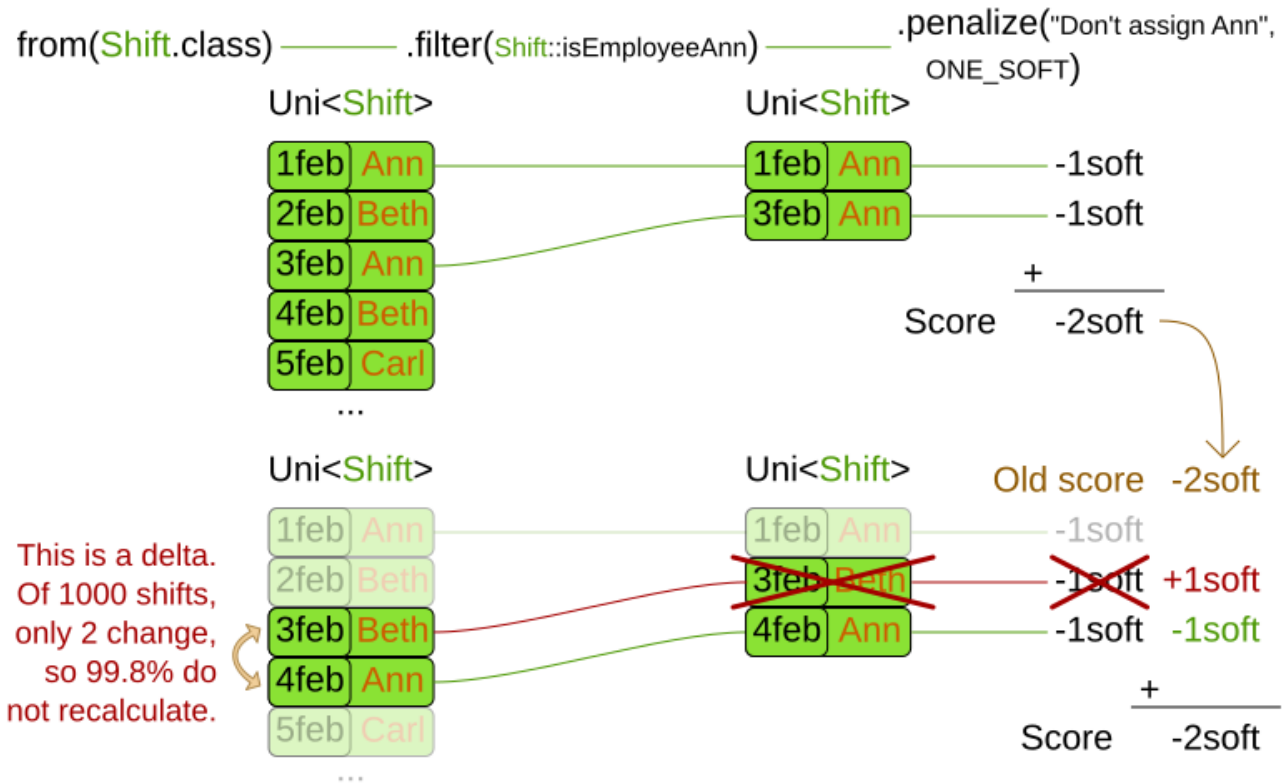 from(Shift.class) .filter(Shift::isEmployeeAnn) .penalize("Don't assign Ann",
ONE_SOFT)
Uni<Shift> Uni<Shift>
1feb Ann 1feb Ann -1soft
2feb Beth 3feb Ann -1soft
3feb Ann
+
4feb Beth
Score -2soft
5feb Carl
...
Uni<Shift> Uni<Shift>
Old score -2soft
1feb Ann 1feb Ann -1soft
This is a delta.
Of 1000 shifts,
only 2 change,
so 99.8% do
not recalculate.
2feb Beth 3feb Beth -1soft +1soft
3feb Beth 4feb Ann -1soft -1soft
4feb Ann
+
5feb Carl
Score -2soft
...